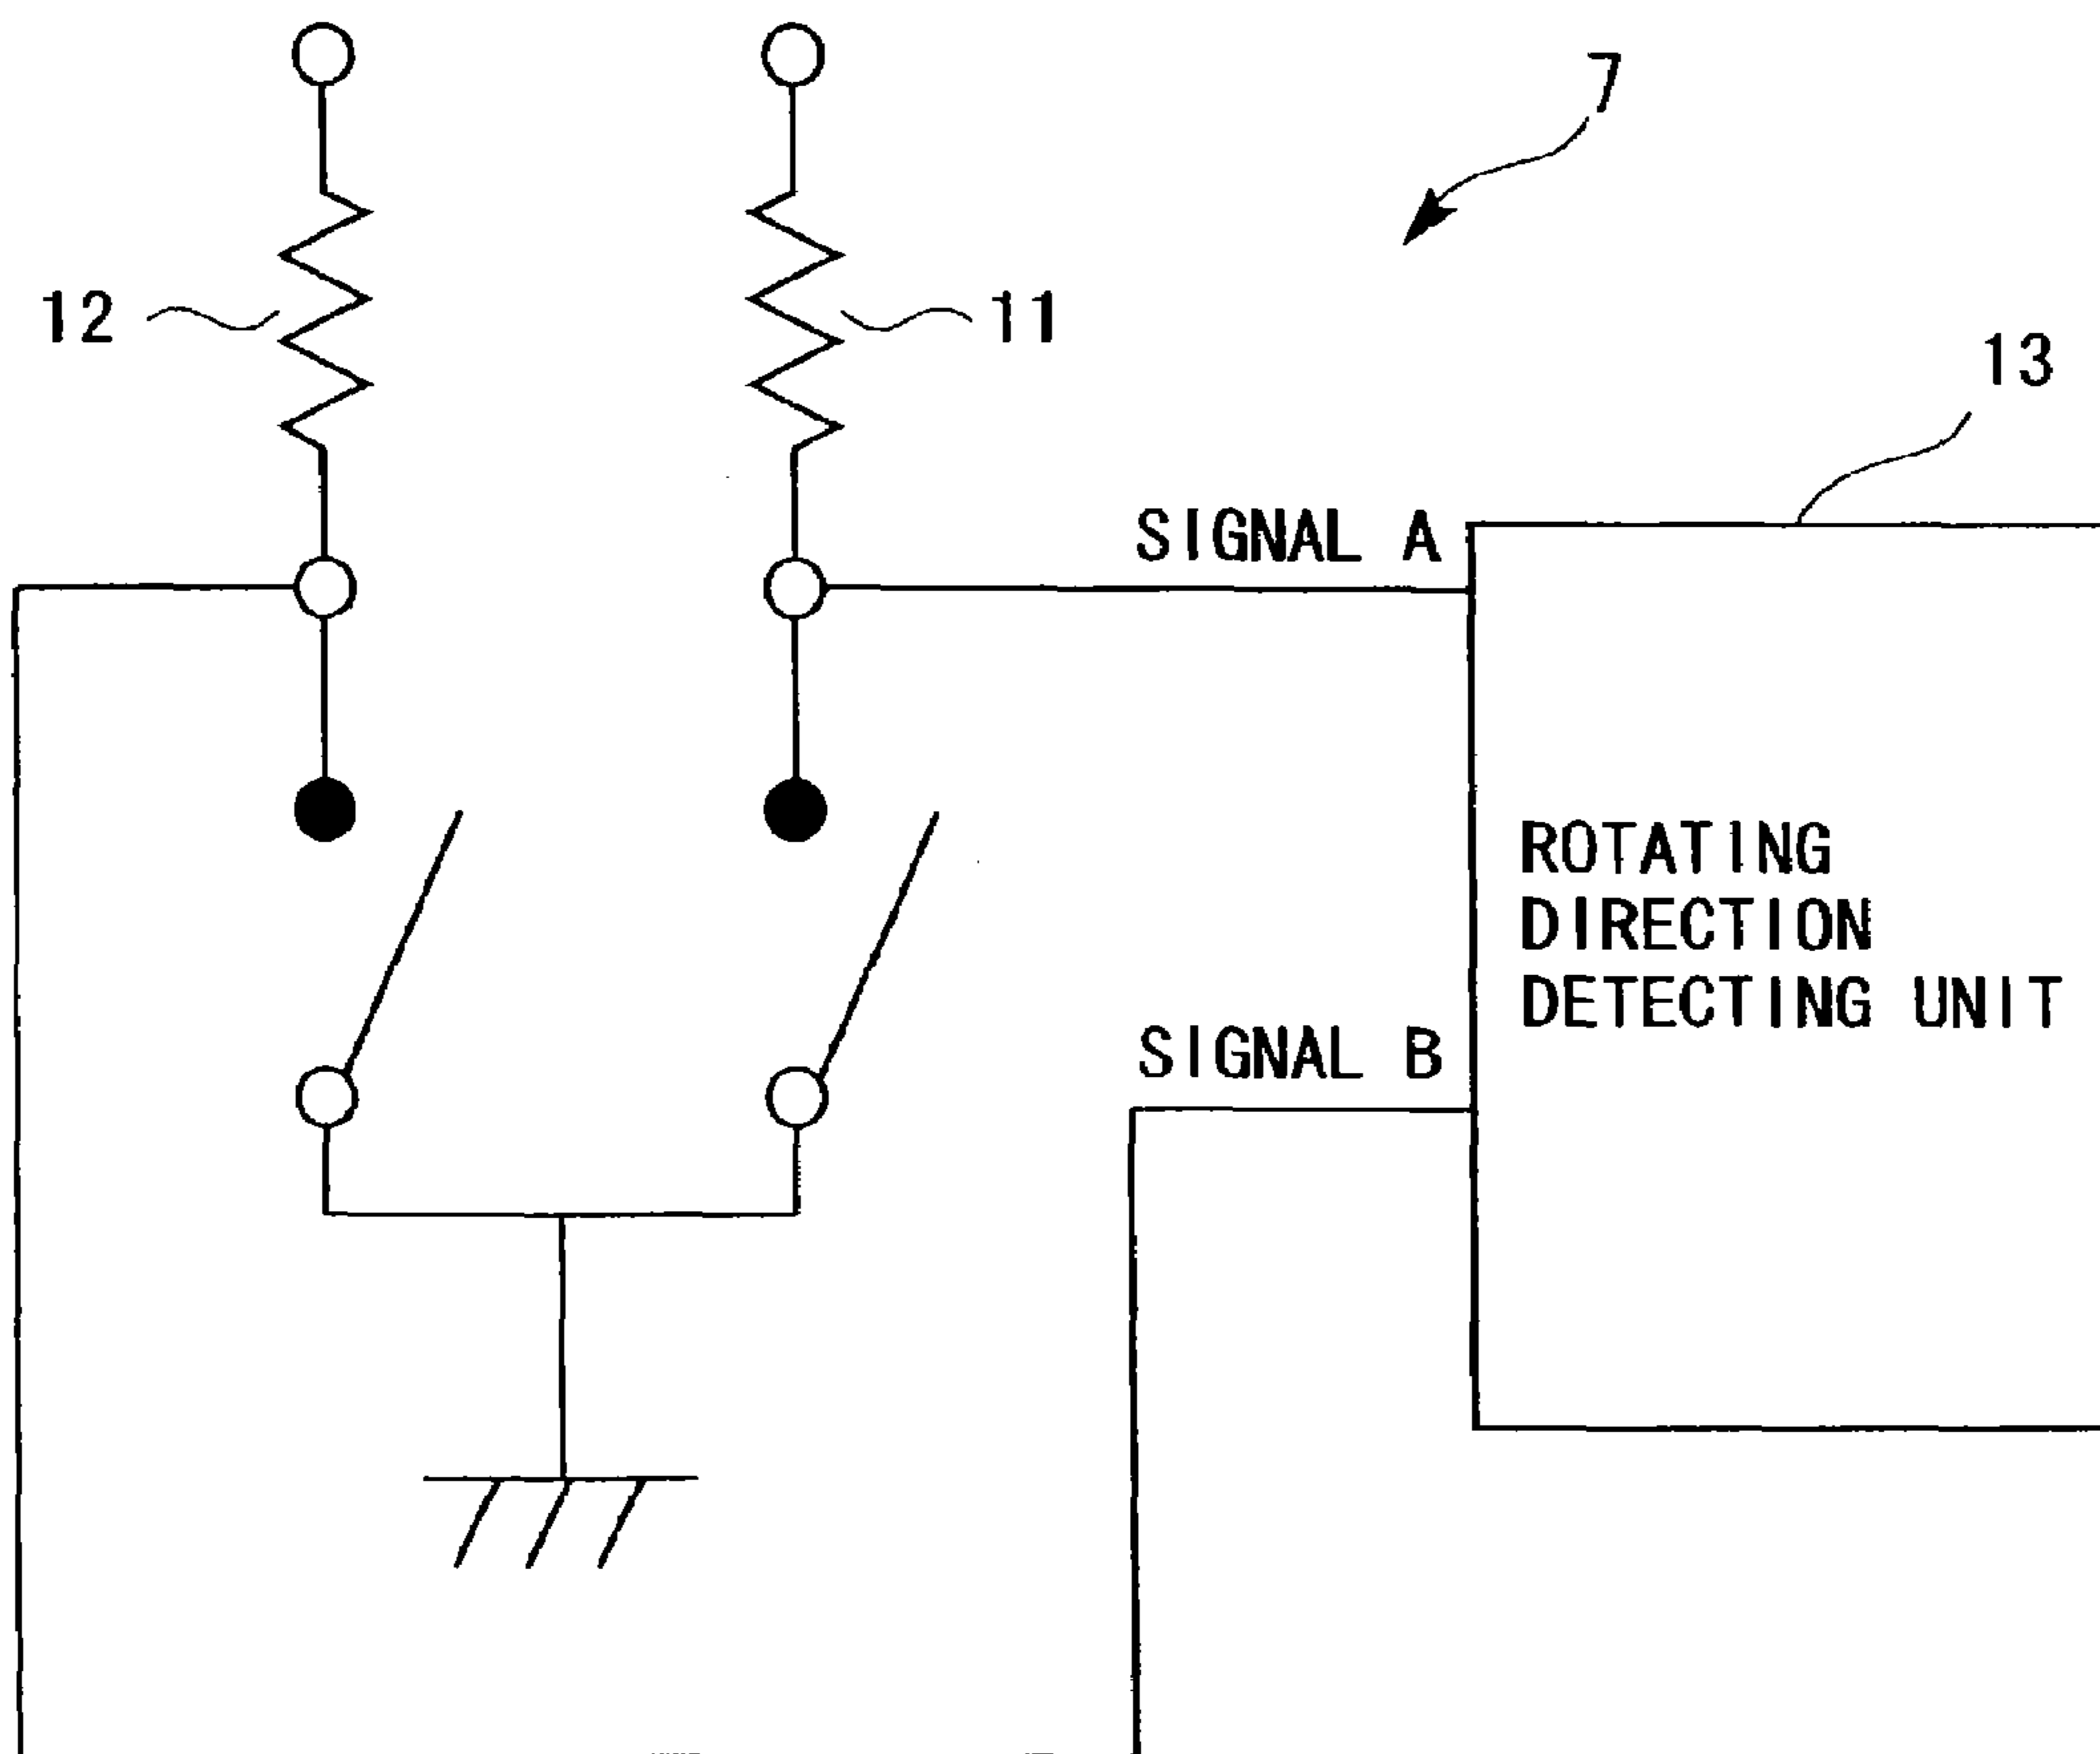 7
12
11
13
SIGNAL A
ROTATING
DIRECTION
DETECTING UNIT
SIGNAL B